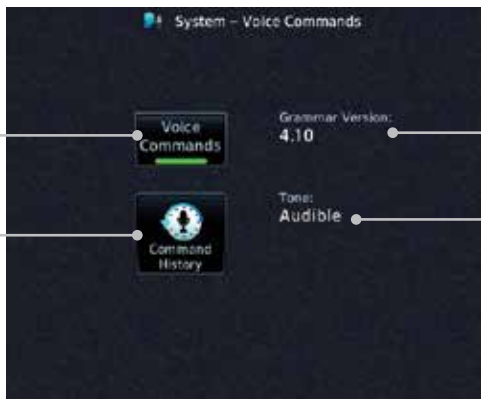 System – Voice Commands
Voice
Commands
Grammar Version:
4.10
Command
History
Tone:
Audible